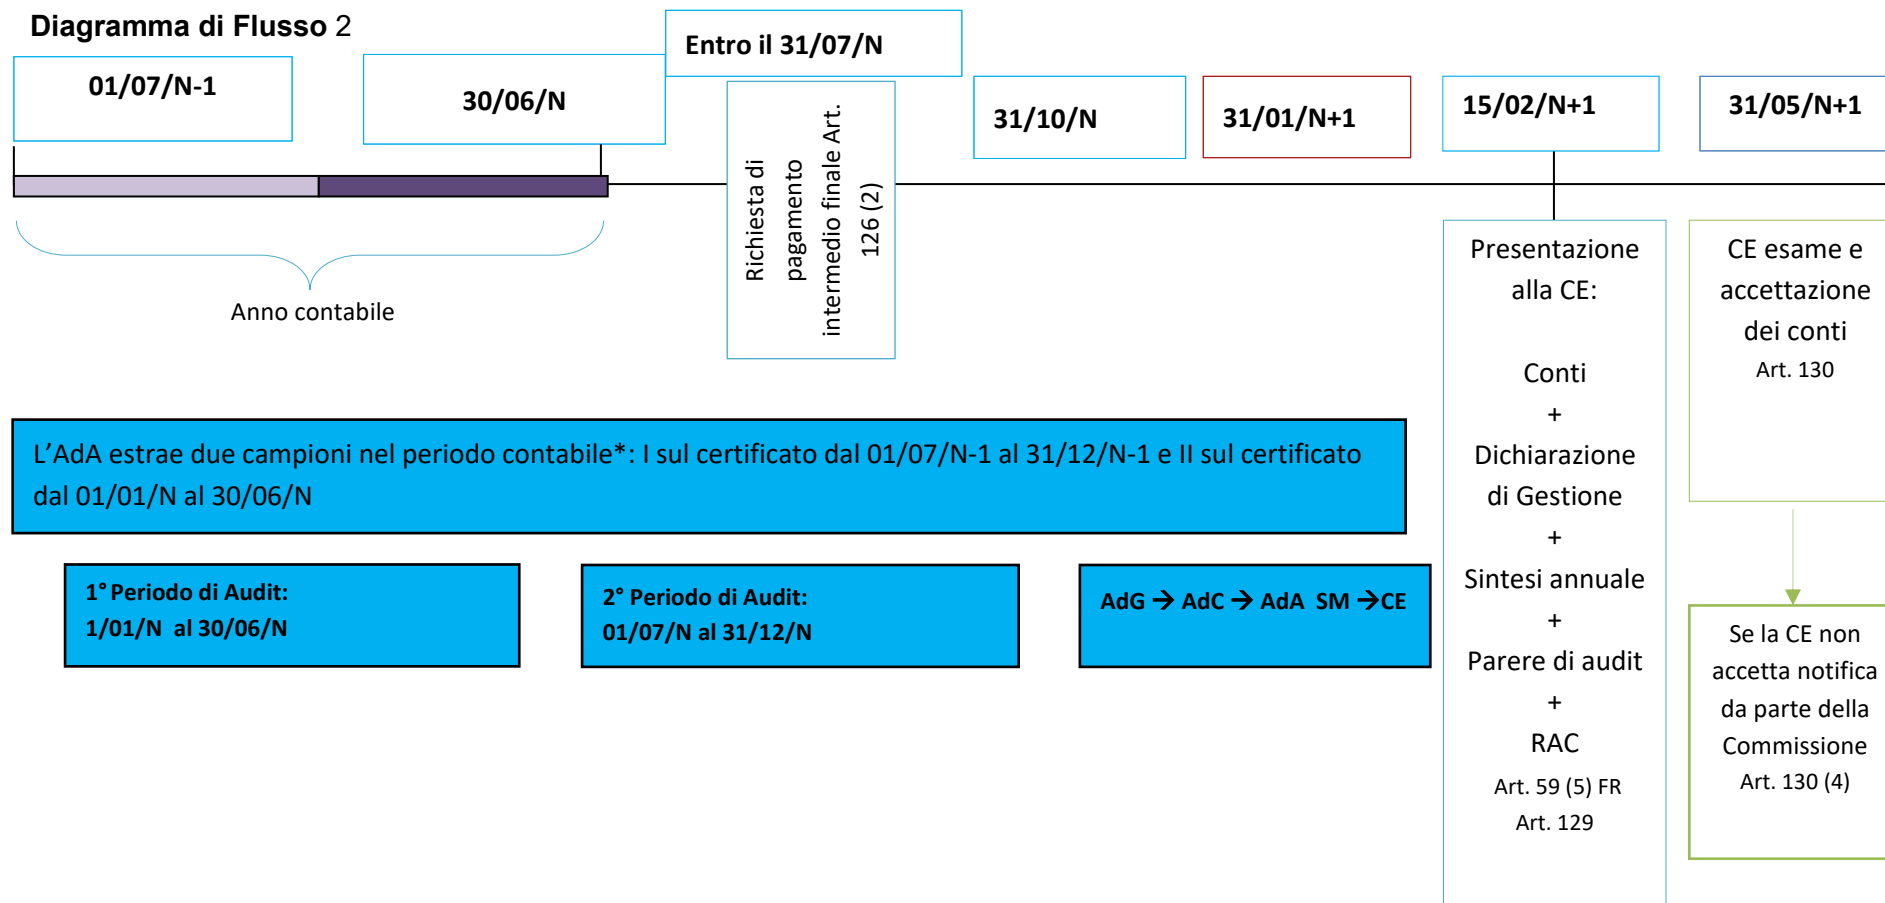 Diagramma di Flusso 2
01/07/N-1
30/06/N
Entro il 31/07/N
31/10/N
31/01/N+1
15/02/N+1
31/05/N+1
Richiesta di
pagamento
intermedio finale Art.
126 (2)
Anno contabile
Presentazione
alla CE:
Conti
+
Dichiarazione
di Gestione
+
Sintesi annuale
+
Parere di audit
+
RAC
Art. 59 (5) FR
Art. 129
CE esame e
accettazione
dei conti
Art. 130
Se la CE non
accetta notifica
da parte della
Commissione
Art. 130 (4)
L’AdA estrae due campioni nel periodo contabile*: I sul certificato dal 01/07/N-1 al 31/12/N-1 e II sul certificato
dal 01/01/N al 30/06/N
1° Periodo di Audit:
1/01/N  al 30/06/N
2° Periodo di Audit:
01/07/N al 31/12/N
AdG → AdC → AdA  SM →CE